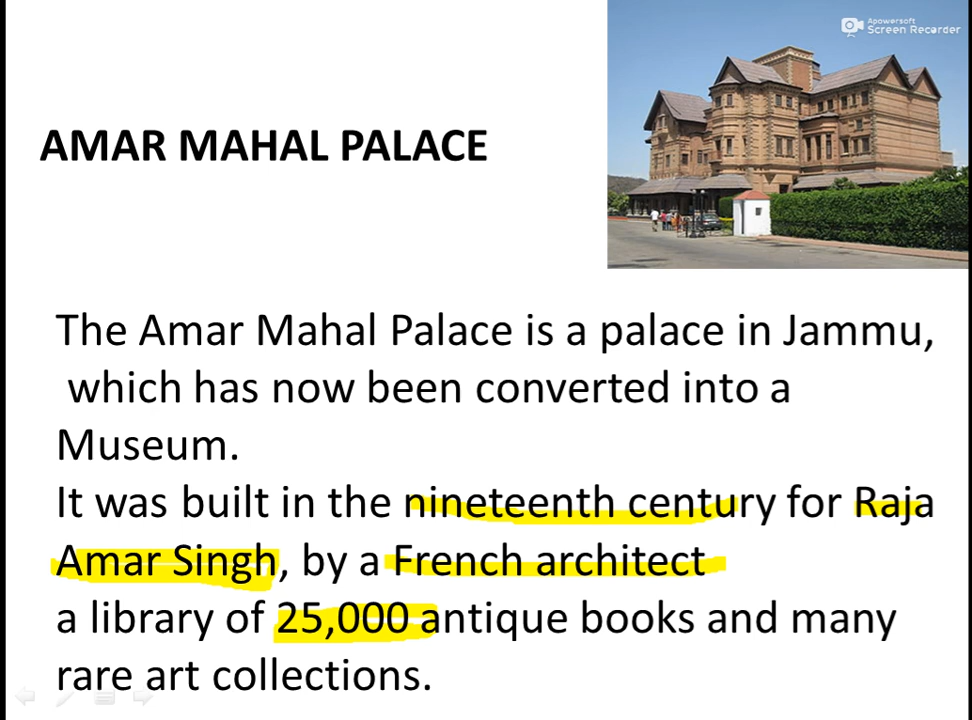 Apowersoft
Screen Recorder
AMAR MAHAL PALACE
The Amar Mahal Palace is a palace in Jammu,
which has now been converted into a
Museum.
It was built in the nineteenth century for Raja
Amar Singh, by a French architect
a library of 25,000 antique books and many
rare art collections.